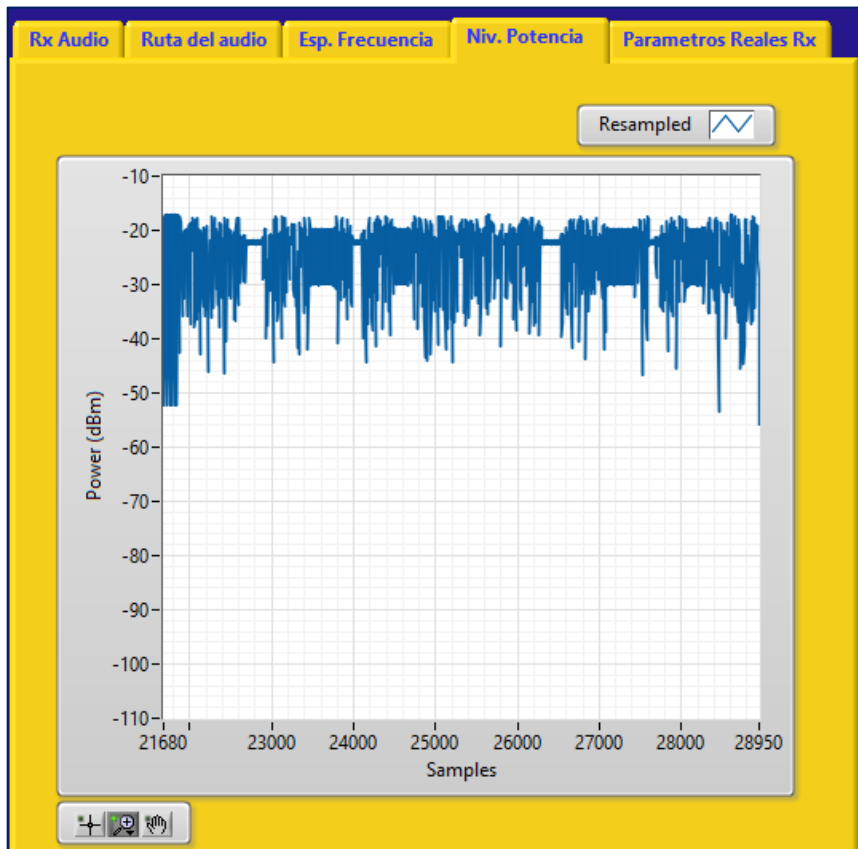 Rx Audio Ruta del audio Esp. Frecuencia Niv. Potencia Parametros Reales Rx
Resampled
Power (dBm)
-10
-20
-30
-40
-50
-60
-70
-80
-90
-100
-110
21680 23000 24000 25000 26000 27000 28000 28950
Samples